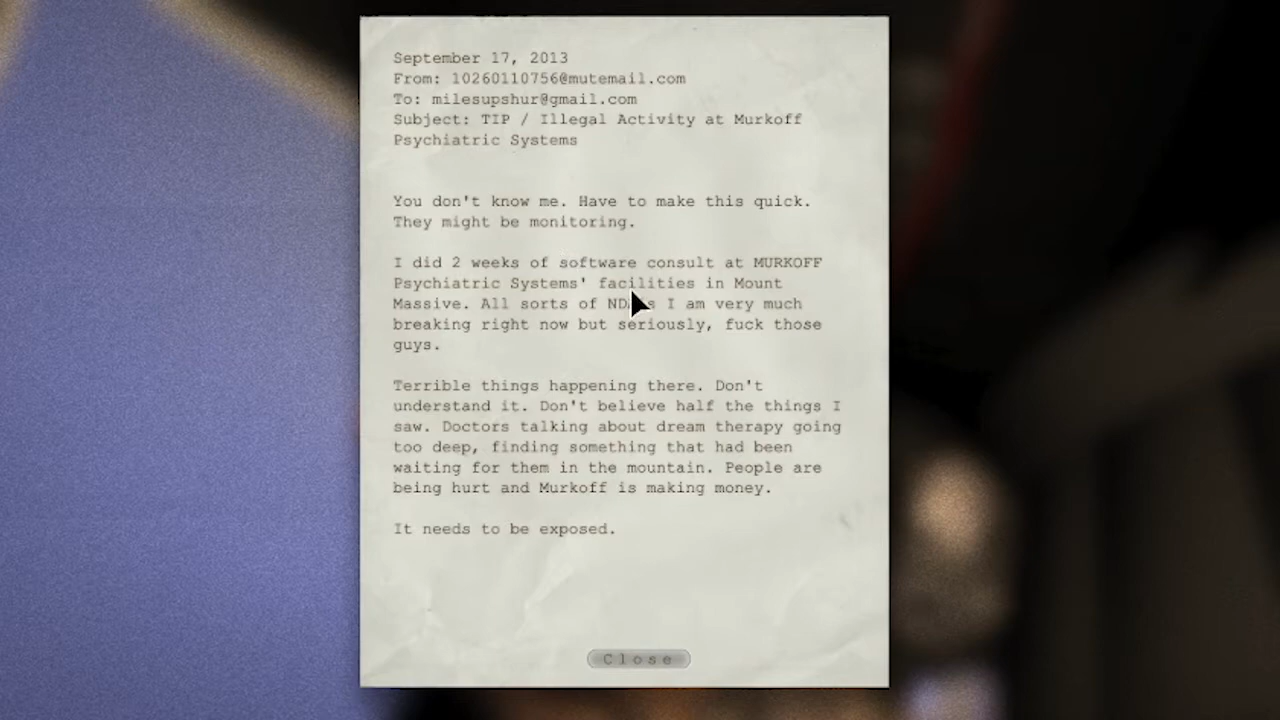 September 17, 2013
From: 10260110756@mutemail.com
To: milesupshur@gmail.com
Subject: TIP / Illegal Activity at Murkoff
Psychiatric Systems
You don't know me. Have to make this quick.
They might be monitoring.
I did 2 weeks of software consult at MURKOFF
Psychiatric Systems' facilities in Mount
Massive. All sorts of I am very much
breaking right now but seriously, fuck those
guys.
Terrible things happening there. Don't
understand it. Don't believe half the things I
saw. Doctors talking about dream therapy going
too deep, finding something that had been
waiting for them in the mountain. People are
being hurt and Murkoff is making money.
It needs to be exposed.
Close